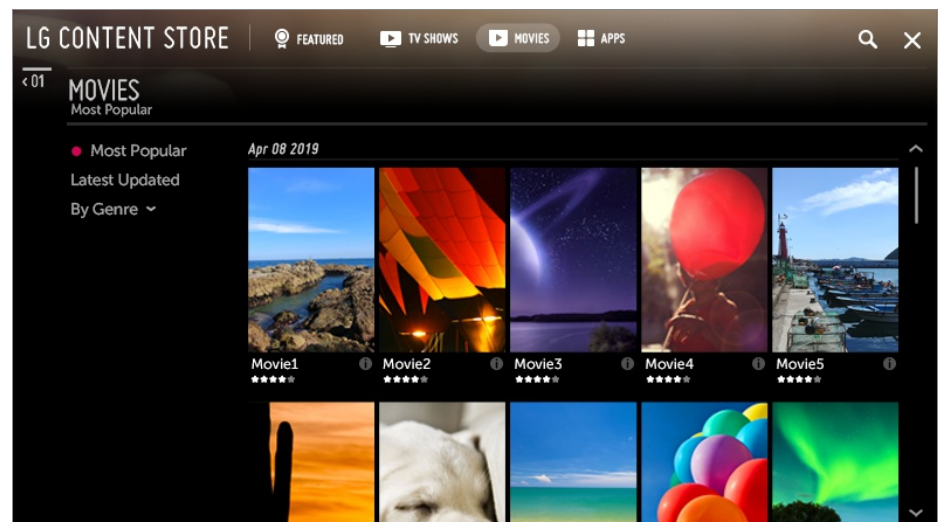 LG CONTENT STORE
FEATURED
TV SHOWS
MOVIES
APPS
< 01
MOVIES
Most Popular
Most Popular
Latest Updated
By Genre
Apr 08 2019
Movie1
Movie2
Movie3
Movie4
Movie5